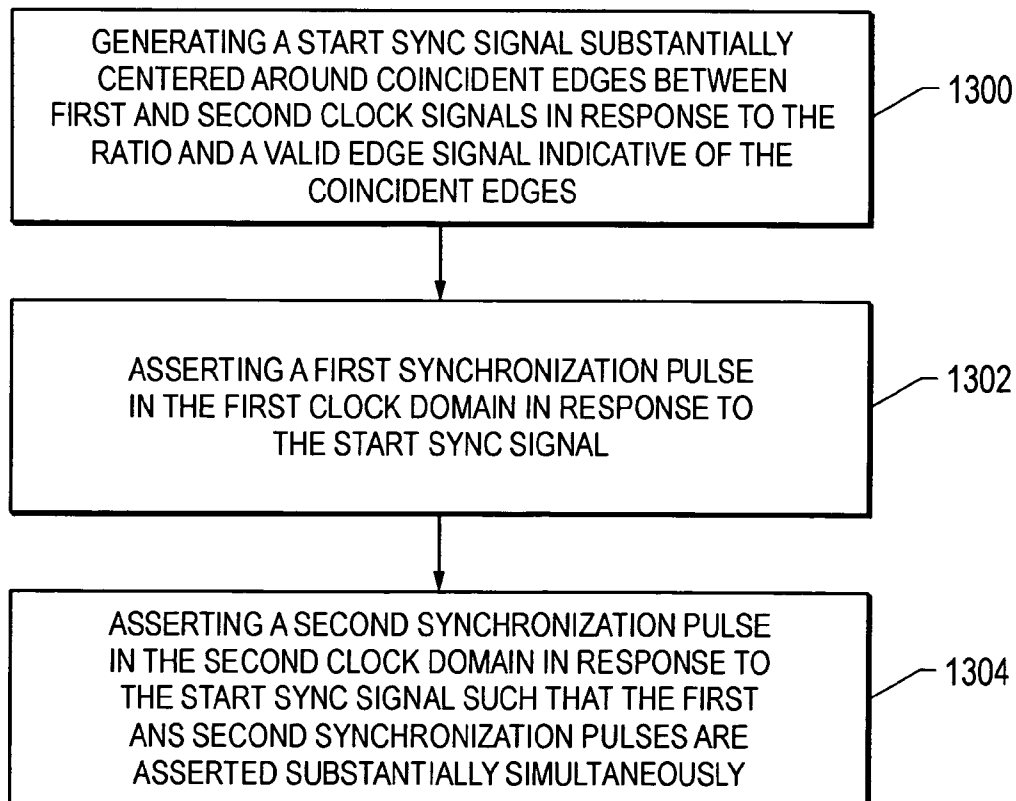 GENERATING A START SYNC SIGNAL SUBSTANTIALLY
CENTERED AROUND COINCIDENT EDGES BETWEEN
FIRST AND SECOND CLOCK SIGNALS IN RESPONSE TO THE
RATIO AND A VALID EDGE SIGNAL INDICATIVE OF THE
COINCIDENT EDGES
1300
ASSERTING A FIRST SYNCHRONIZATION PULSE
IN THE FIRST CLOCK DOMAIN IN RESPONSE TO
THE START SYNC SIGNAL
1302
ASSERTING A SECOND SYNCHRONIZATION PULSE
IN THE SECOND CLOCK DOMAIN IN RESPONSE TO
THE START SYNC SIGNAL SUCH THAT THE FIRST
ANS SECOND SYNCHRONIZATION PULSES ARE
ASSERTED SUBSTANTIALLY SIMULTANEOUSLY
1304